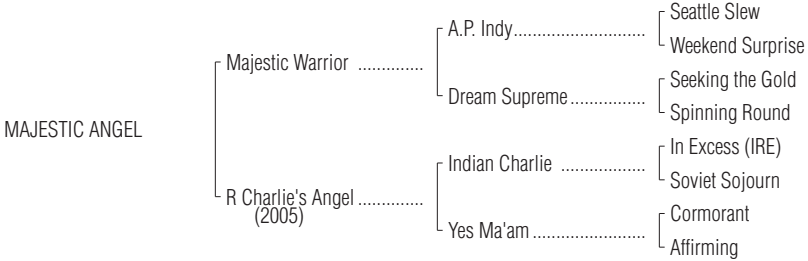 Seattle Slew
A.P. Indy..............................
Weekend Surprise
Majestic Warrior ...............
Seeking the Gold
Dream Supreme.................
Spinning Round
MAJESTIC ANGEL
In Excess (IRE)
Indian Charlie ...................
Soviet Sojourn
R Charlie's Angel ...............
(2005)
Cormorant
Yes Ma'am..........................
Affirming